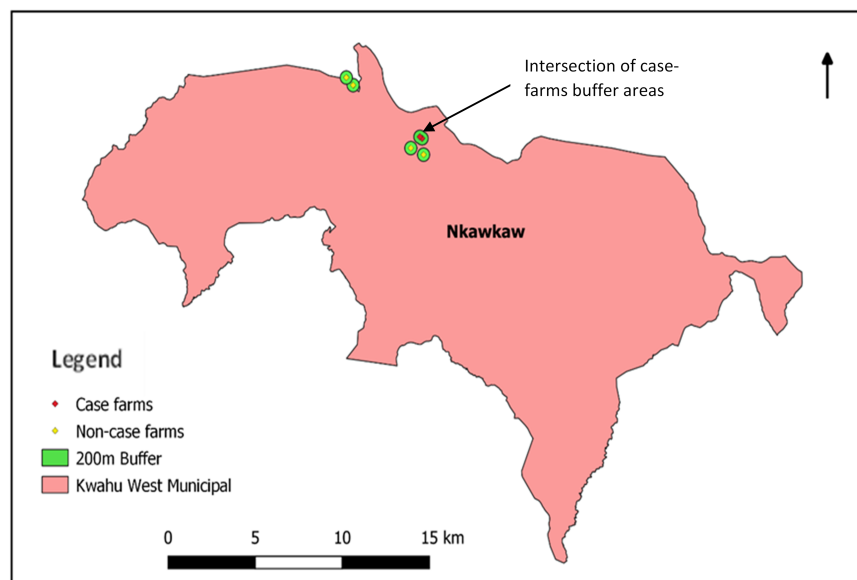 Intersection of case-
farms buffer areas
Nkawkaw
Legend
Case farms
Non-case farms
200m Buffer
Kwahu West Municipal
0 5 10 15 km